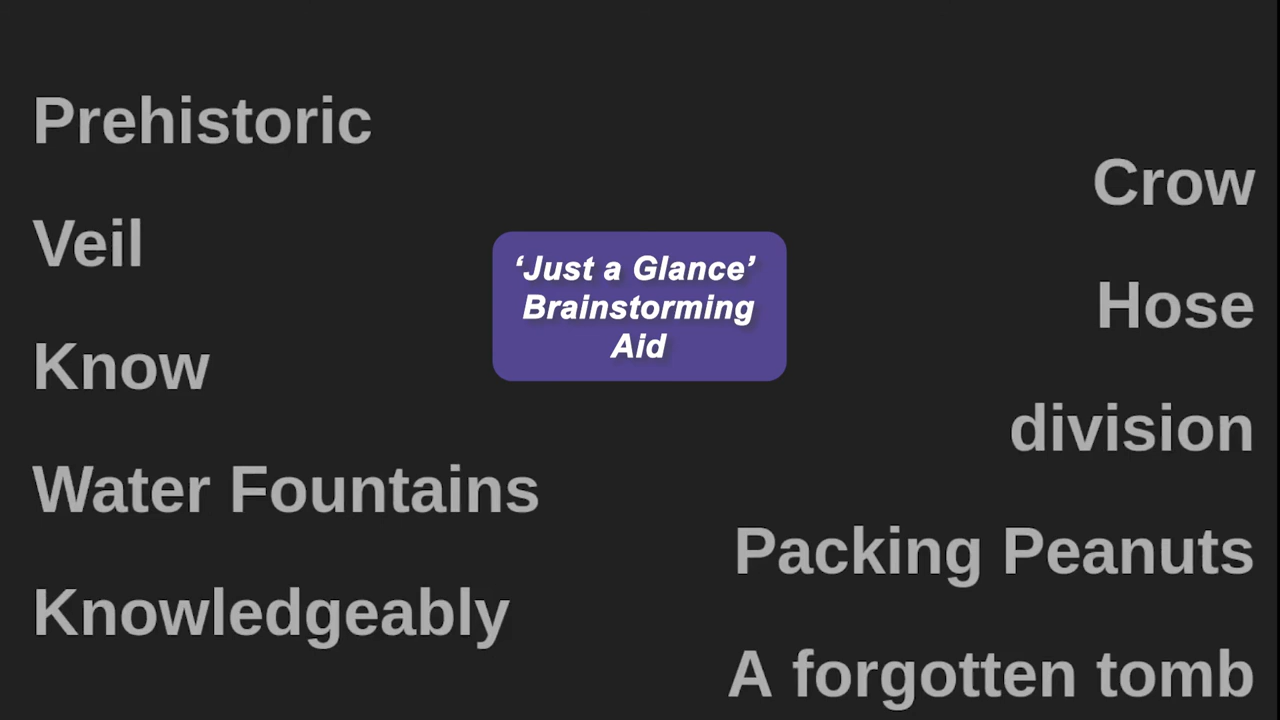 Prehistoric
Crow
Veil
‘Just a Glance’
Brainstorming
Aid
Hose
Know
division
Water Fountains
Packing Peanuts
Knowledgeably
A forgotten tomb